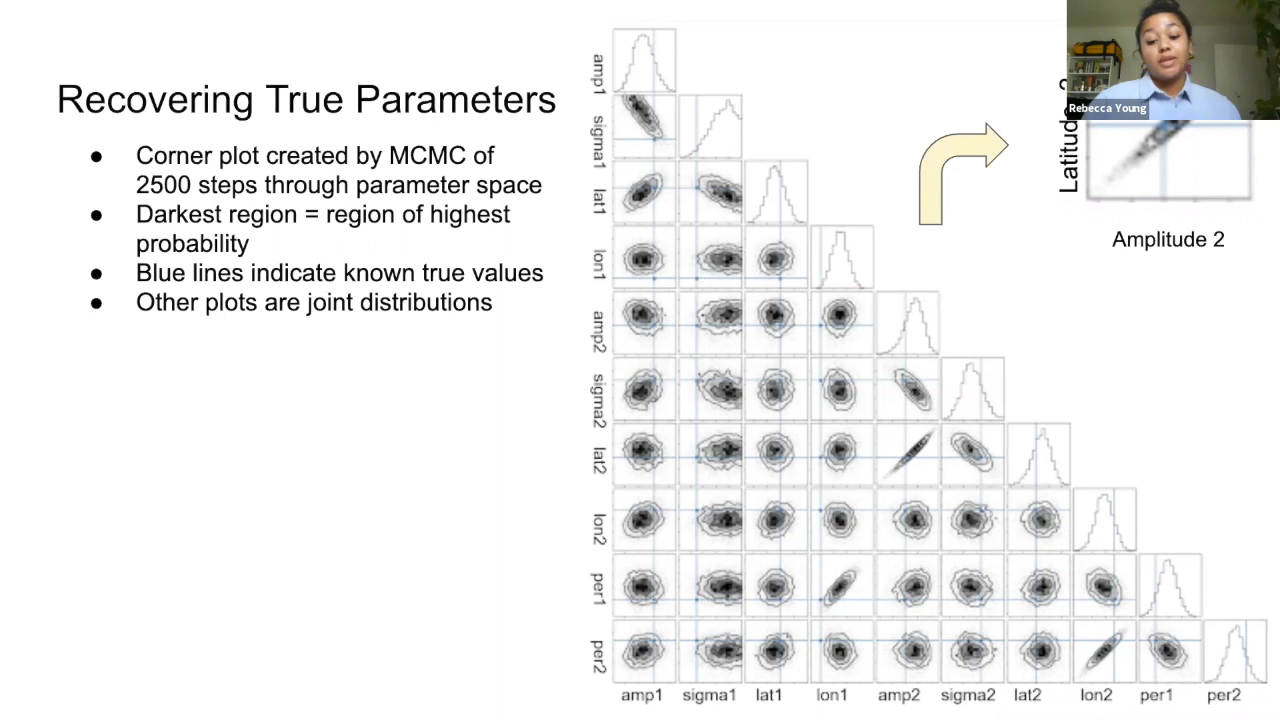 Recovering True Parameters
● Corner plot created by MCMC of
2500 steps through parameter space
● Darkest region = region of highest
probability
● Blue lines indicate known true values
● Other plots are joint distributions
amp1
sigma1
lat1
lon1
amp2
sigma2
lat2
lon2
per1
per2
amp1 sigma1 lat1 lon1 amp2 sigma2 lat2 lon2 per1 per2
Rebecca Young
Amplitude 2